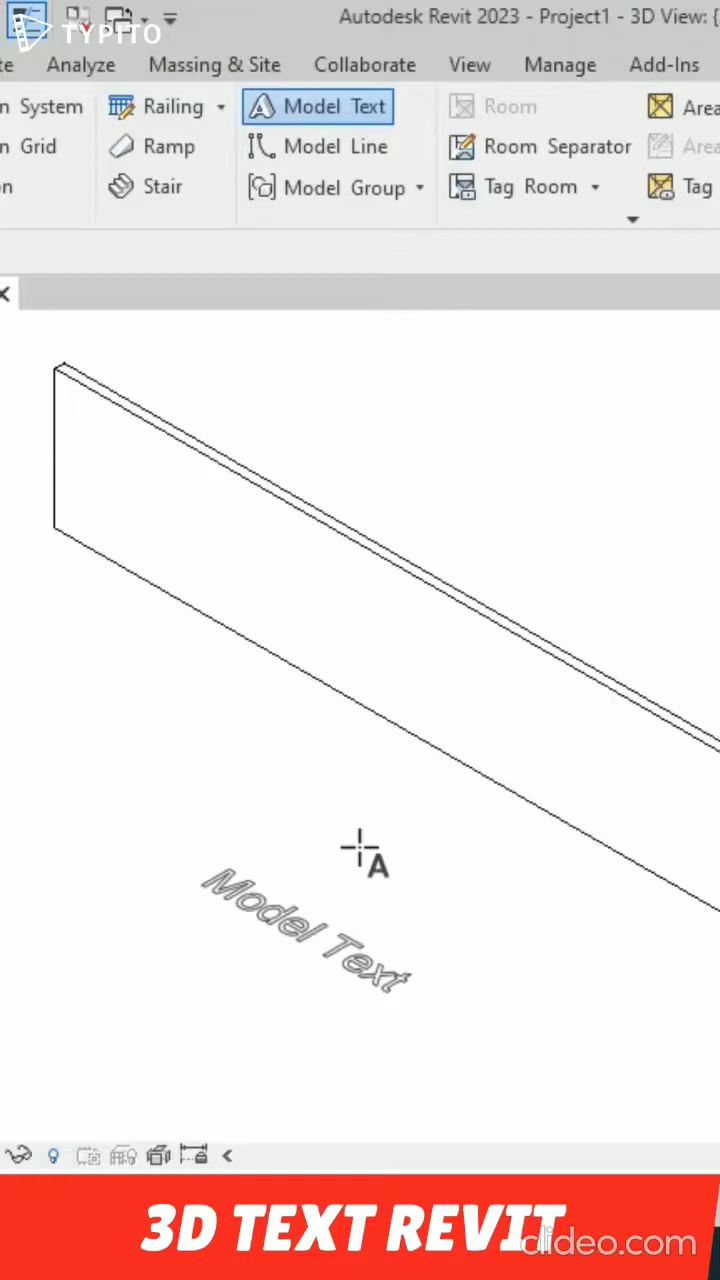 Autodesk Revit 2023 - Project1 - 3D View: {
TYPITO
te Analyze Massing & Site Collaborate View Manage Add-Ins
n System Railing Model Text Room Area
n Grid Ramp Model Line Room Separator Area
n Stair Model Group Tag Room Tag
A
Model Text
3D TEXT REVIT
clideo.com